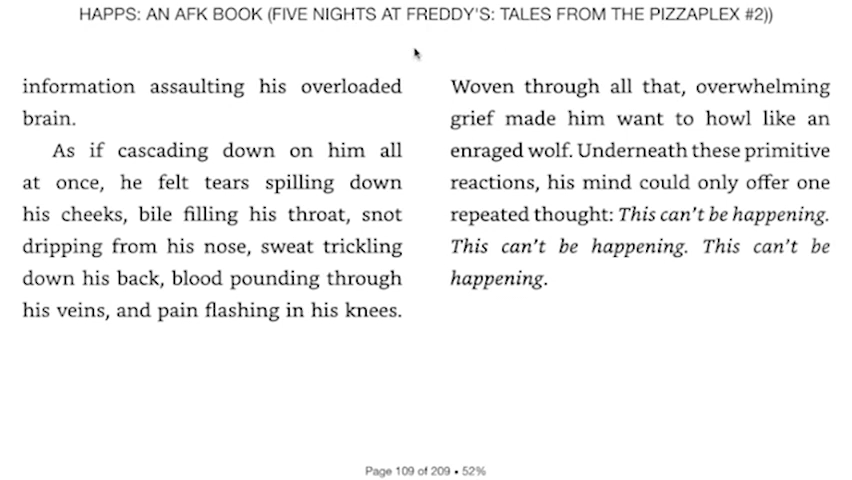 HAPPS: AN AFK BOOK (FIVE NIGHTS AT FREDDY'S: TALES FROM THE PIZZAPLEX #2))
information assaulting his overloaded
brain.
As if cascading down on him all
at once, he felt tears spilling down
his cheeks, bile filling his throat, snot
dripping from his nose, sweat trickling
down his back, blood pounding through
his veins, and pain flashing in his knees.
Woven through all that, overwhelming
grief made him want to howl like an
enraged wolf. Underneath these primitive
reactions, his mind could only offer one
repeated thought: This can’t be happening.
This can’t be happening. This can’t be
happening.
Page 109 of 209 • 52%